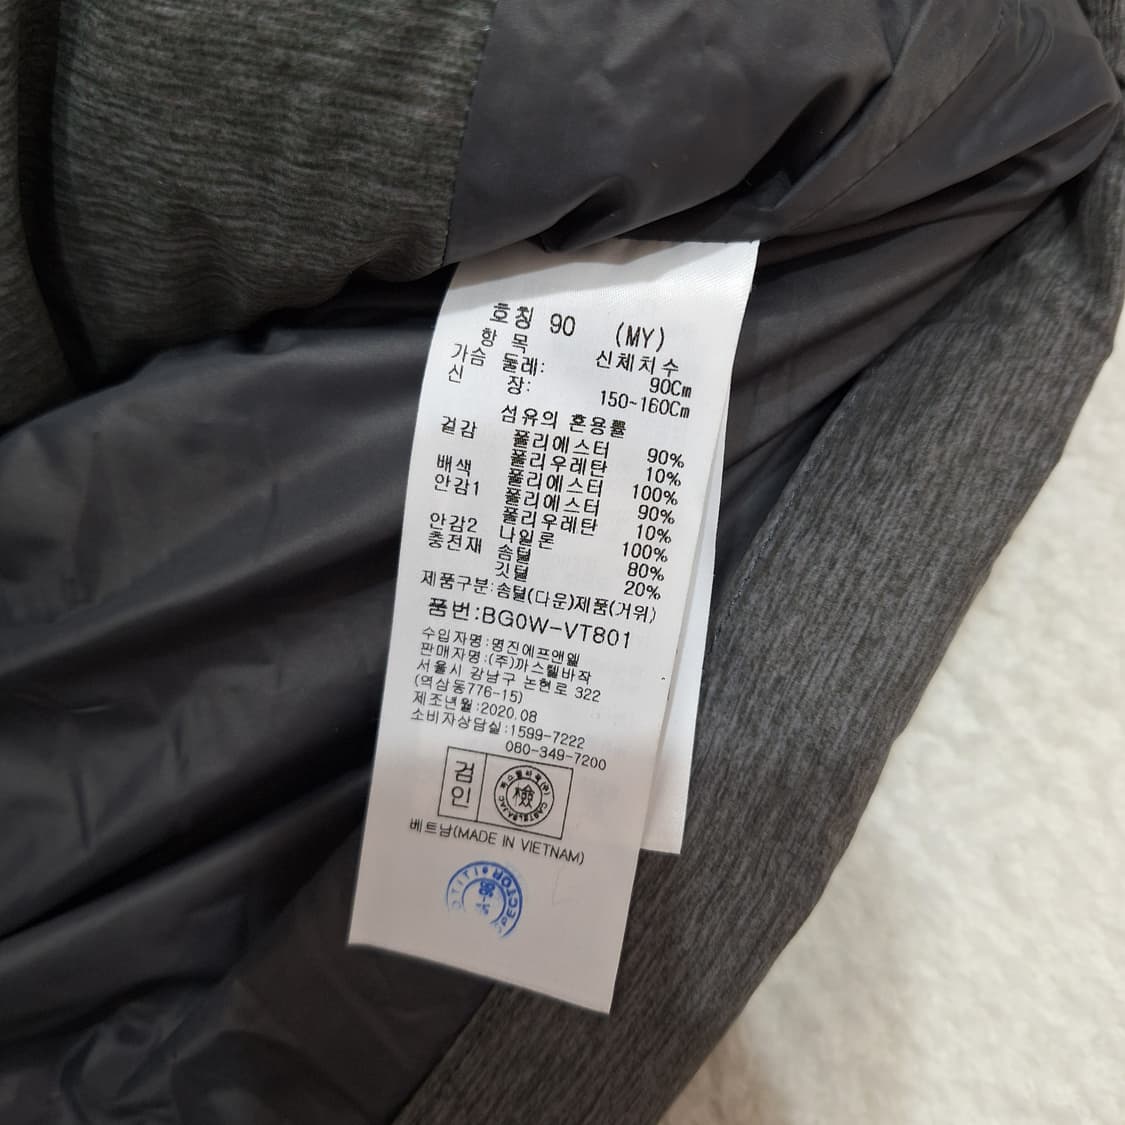 호칭 90 (MY)
항 목 신체치수
가슴 둘레: 90Cm
신 장: 150~160Cm
섬유의 혼용률
겉감 폴리에스터 90%
폴리우레탄 10%
배색 폴리에스터 100%
안감1 폴리에스터 90%
폴리우레탄 10%
안감2 나일론 100%
충전재 솜털 80%
깃털 20%
제품구분:솜털(다운)제품(거위)
품번:BG0W-VT801
수입자명:명진에프앤엘
판매자명:(주)까스텔바작
서울시 강남구 논현로 322
(역삼동776-15)
제조년월:2020.08
소비자상담실:1599-7222
080-349-7200
검인
檢
CASTELBAJAC
베트남(MADE IN VIETNAM)